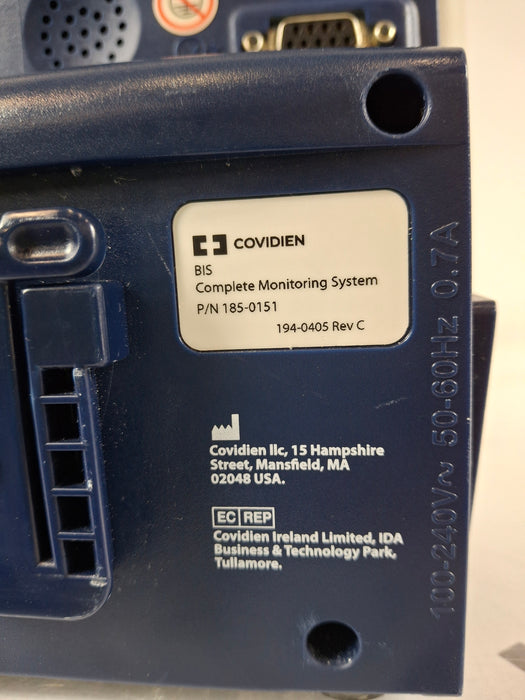 COVIDIEN
BIS
Complete Monitoring System
P/N 185-0151
194-0405 Rev C
Covidien llc, 15 Hampshire
Street, Mansfield, MA
02048 USA.
EC REP
Covidien Ireland Limited, IDA
Business & Technology Park,
Tullamore.
100-240V~ 50-60Hz 0.7A